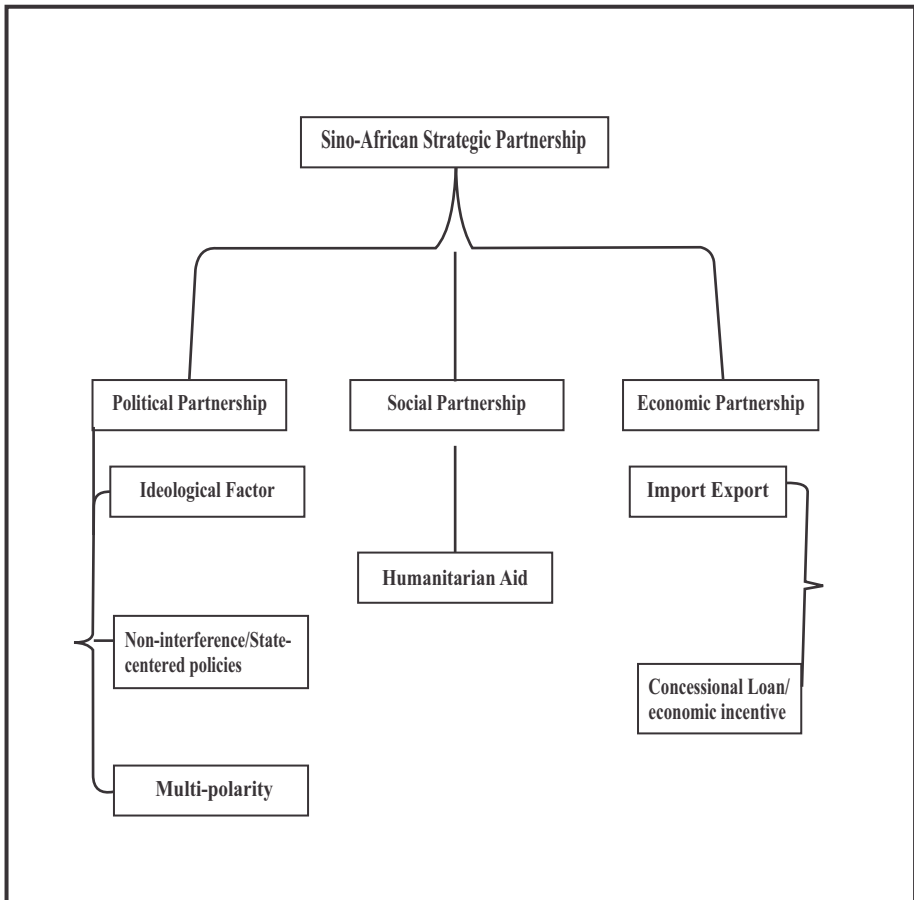 Sino-African Strategic Partnership
Political Partnership
Social Partnership
Economic Partnership
Ideological Factor
Import Export
Humanitarian Aid
Non-interference/State-
centered policies
Concessional Loan/
economic incentive
Multi-polarity